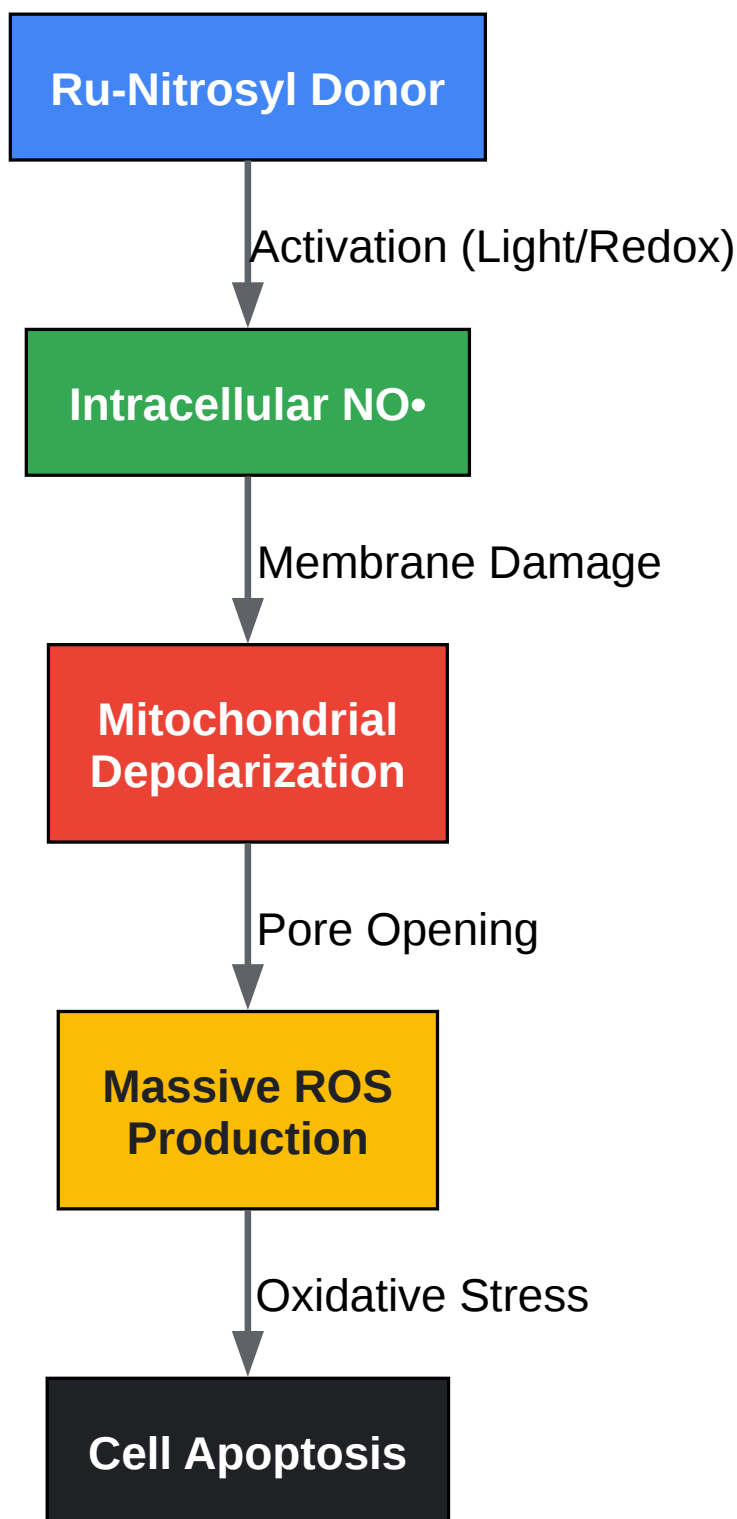 Ru-Nitrosyl Donor
Activation (Light/Redox)
Intracellular NO•
Membrane Damage
Mitochondrial
Depolarization
Pore Opening
Massive ROS
Production
Oxidative Stress
Cell Apoptosis